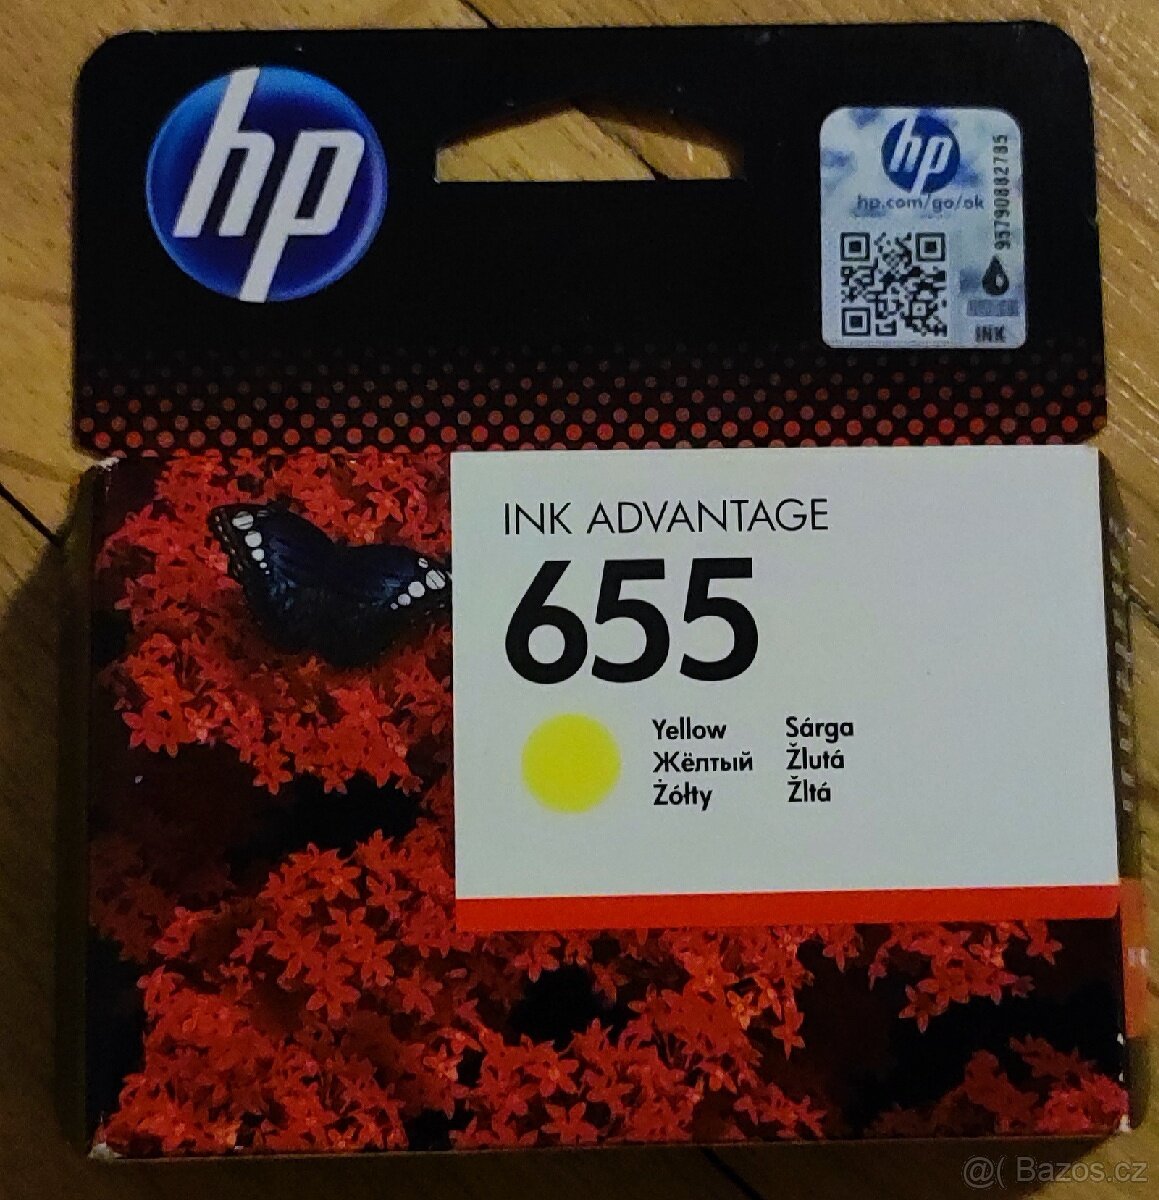 hp
hp
hp.com/go/ok
95790882785
INK
INK ADVANTAGE
655
Yellow
Жёлтый
Żółty
Sárga
Žlutá
Žltá
@( Bazos.cz